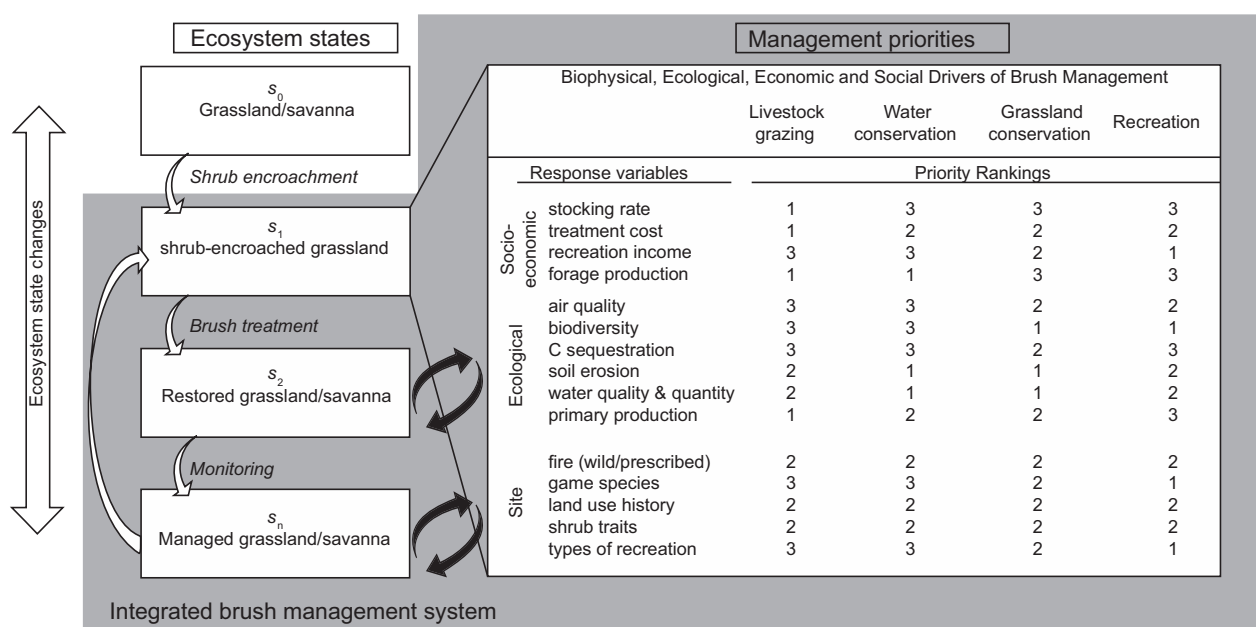 Ecosystem states
Management priorities
Ecosystem state changes
s0
Grassland/savanna
Shrub encroachment
s1
shrub-encroached grassland
Brush treatment
s2
Restored grassland/savanna
Monitoring
sn
Managed grassland/savanna
Integrated brush management system
Biophysical, Ecological, Economic and Social Drivers of Brush Management
Livestock grazing
Water conservation
Grassland conservation
Recreation
Response variables
Priority Rankings
Socio-
economic
stocking rate 1 3 3 3
treatment cost 1 2 2 2
recreation income 3 3 2 1
forage production 1 1 3 3
Ecological
air quality 3 3 2 2
biodiversity 3 3 1 1
C sequestration 3 3 2 3
soil erosion 2 1 1 2
water quality & quantity 2 1 1 2
primary production 1 2 2 3
Site
fire (wild/prescribed) 2 2 2 2
game species 3 3 2 1
land use history 2 2 2 2
shrub traits 2 2 2 2
types of recreation 3 3 2 1